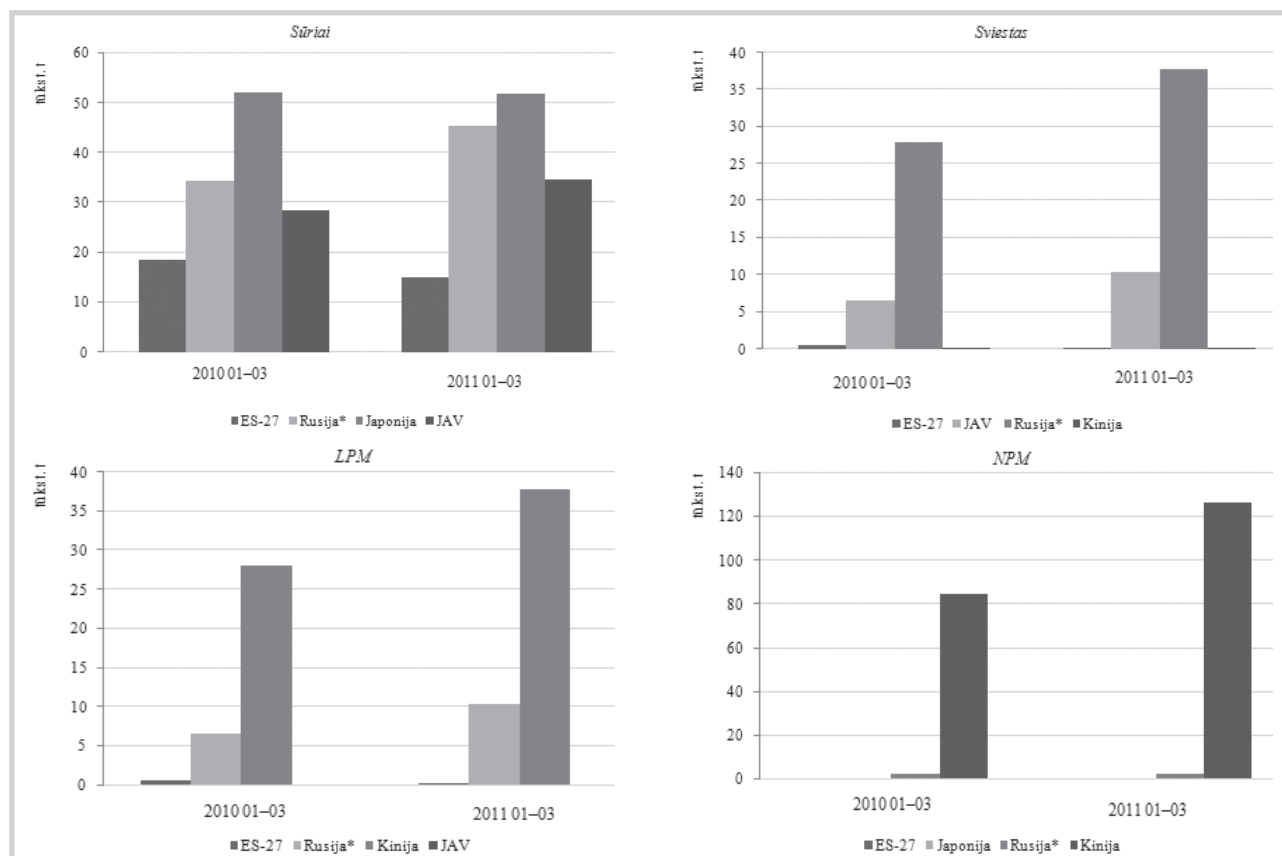 Sūriai
tūkst.t
60
50
40
30
20
10
0
2010 01–03 2011 01–03
■ES-27 ■Rusija* ■Japonija ■JAV
Sviestas
tūkst.t
40
35
30
25
20
15
10
5
0
2010 01–03 2011 01–03
■ES-27 ■JAV ■Rusija* ■Kinija
LPM
tūkst.t
40
35
30
25
20
15
10
5
0
2010 01–03 2011 01–03
■ES-27 ■Rusija* ■Kinija ■JAV
NPM
tūkst.t
140
120
100
80
60
40
20
0
2010 01–03 2011 01–03
■ES-27 ■Japonija ■Rusija* ■Kinija